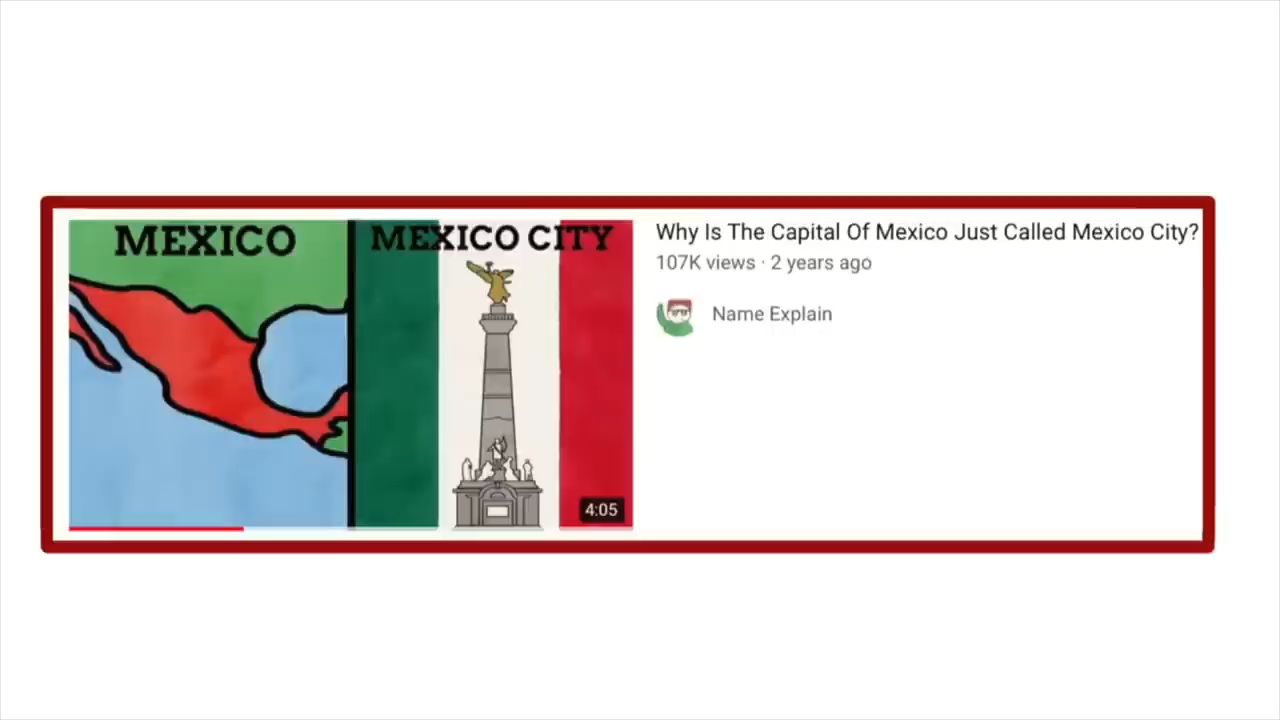 MEXICO
MEXICO CITY
4:05
Why Is The Capital Of Mexico Just Called Mexico City?
107K views · 2 years ago
Name Explain